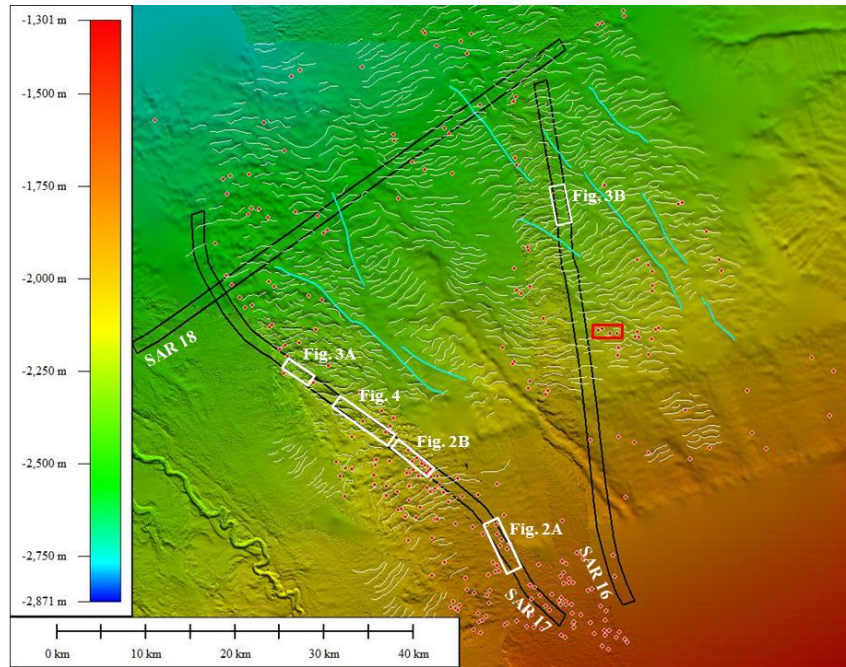 -1,301 m
-1,500 m
-1,750 m
-2,000 m
-2,250 m
-2,500 m
-2,750 m
-2,871 m
Fig. 3B
SAR 18
Fig. 3A
Fig. 4
Fig. 2B
Fig. 2A
SAR 16
SAR 17
0 km
10 km
20 km
30 km
40 km